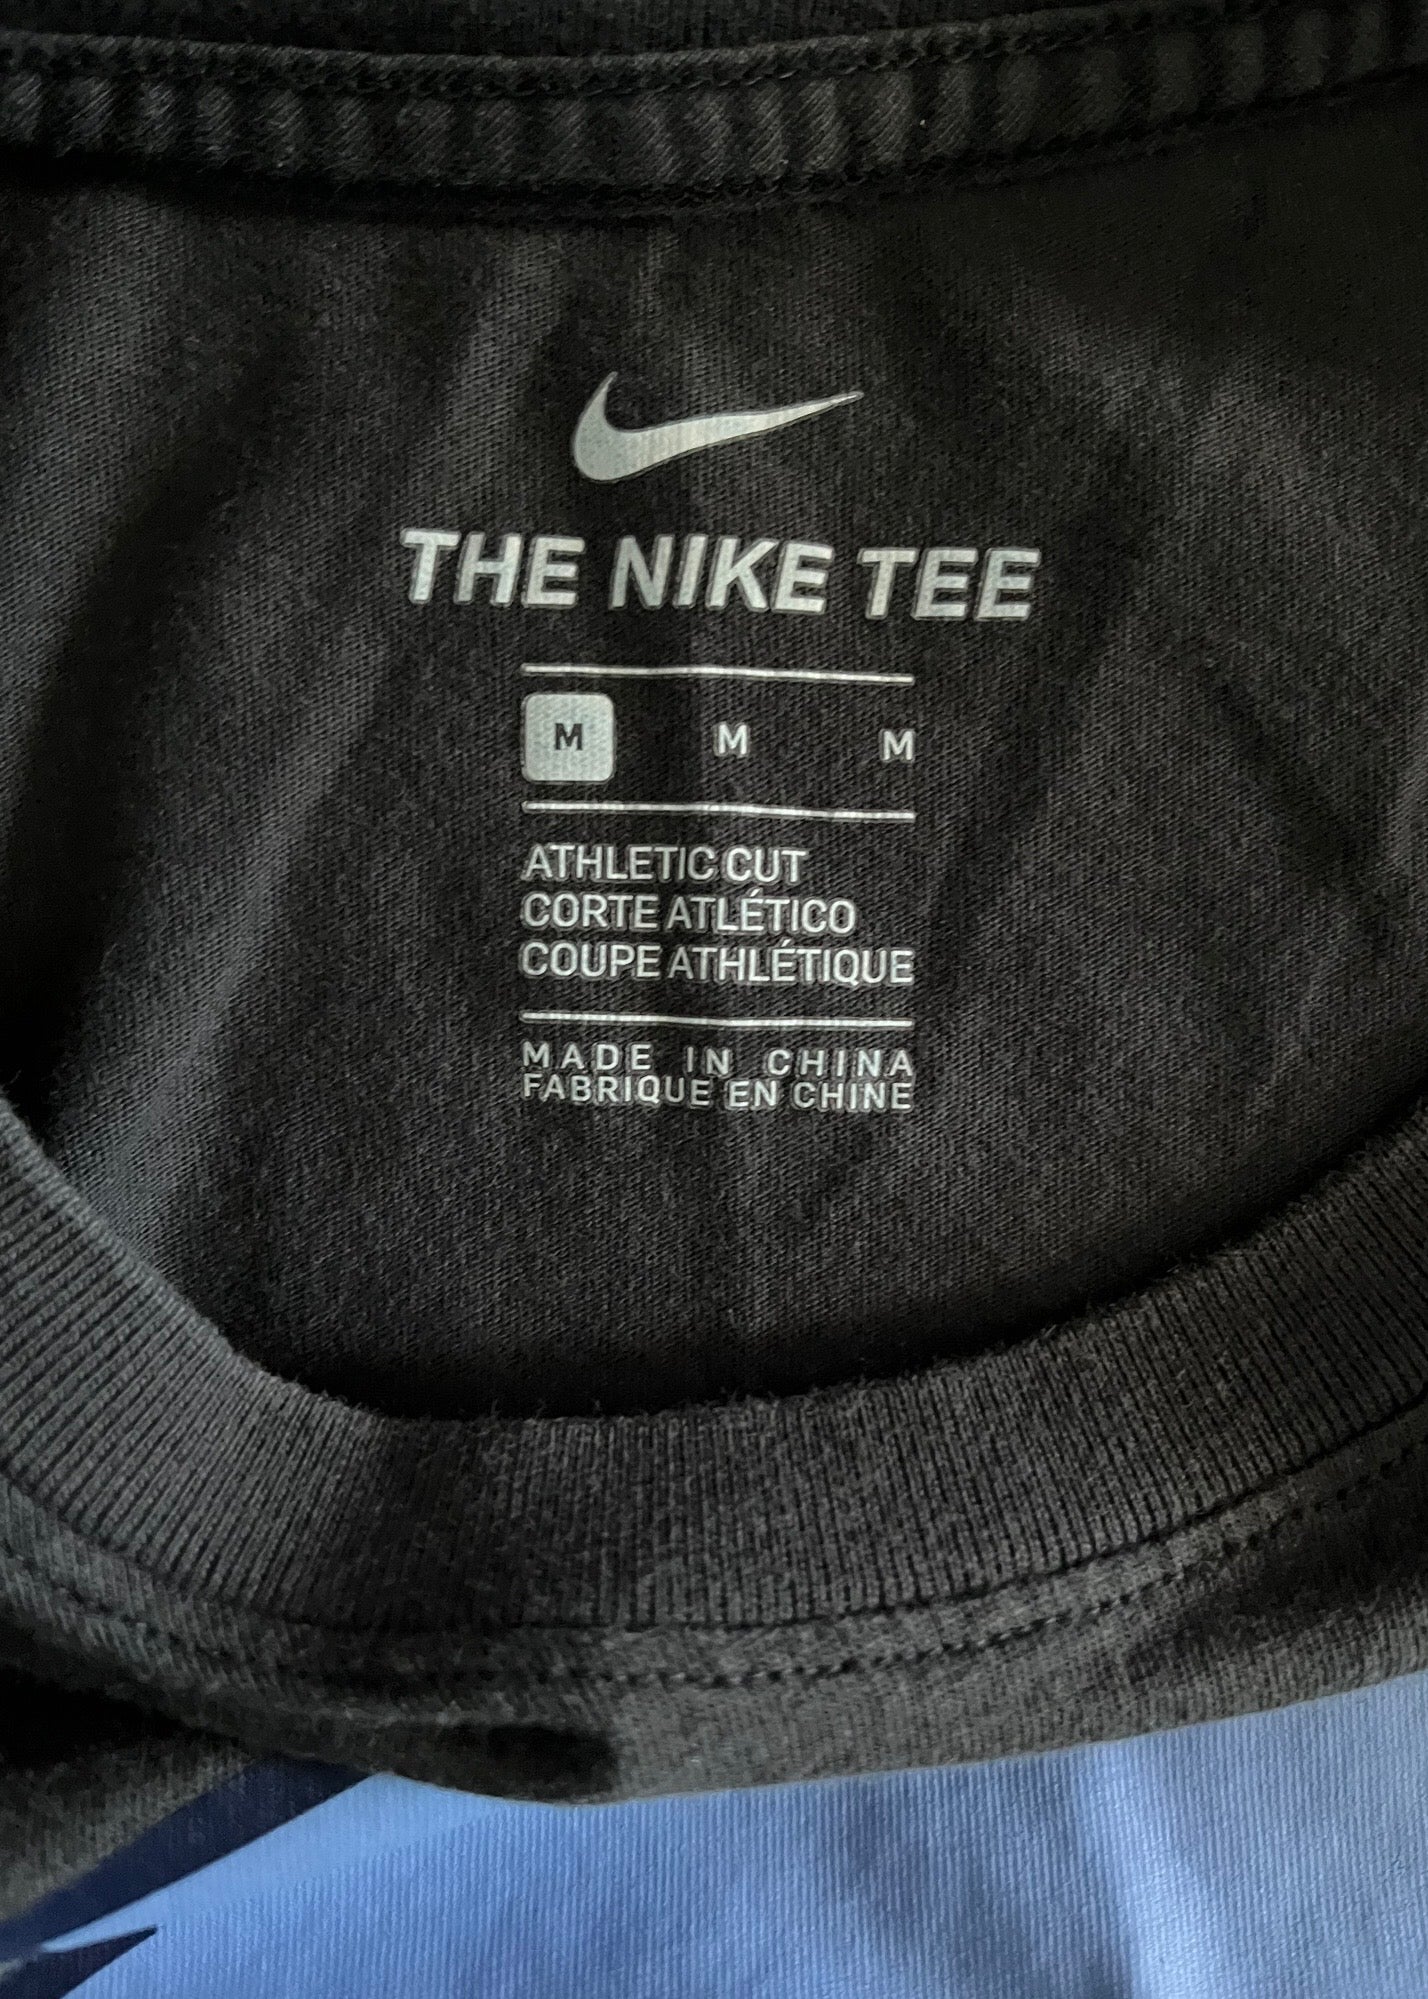 THE NIKE TEE
M M M
ATHLETIC CUT
CORTE ATLÉTICO
COUPE ATHLÉTIQUE
MADE IN CHINA
FABRIQUE EN CHINE